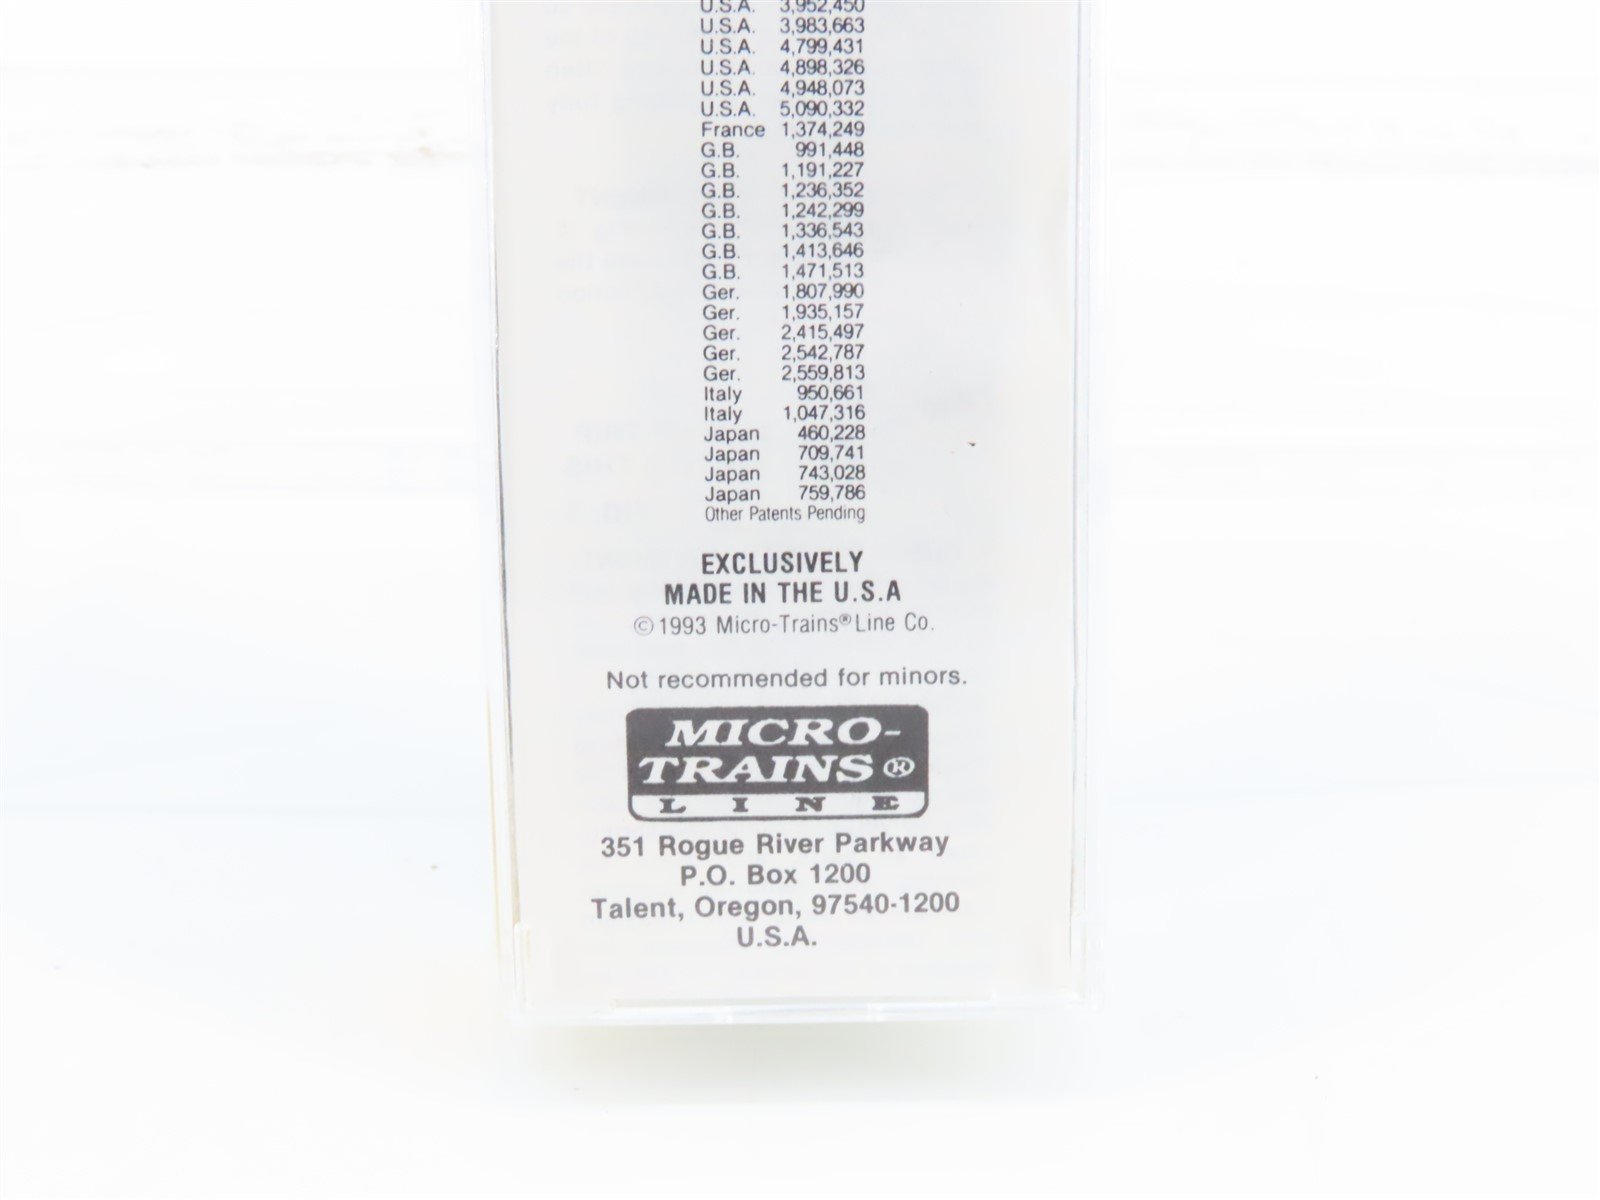 U.S.A. 3,952,450
U.S.A. 3,983,663
U.S.A. 4,799,431
U.S.A. 4,898,326
U.S.A. 4,948,073
U.S.A. 5,090,332
France 1,374,249
G.B. 991,448
G.B. 1,191,227
G.B. 1,236,352
G.B. 1,242,299
G.B. 1,336,543
G.B. 1,413,646
G.B. 1,471,513
Ger. 1,807,990
Ger. 1,935,157
Ger. 2,415,497
Ger. 2,542,787
Ger. 2,559,813
Italy 950,661
Italy 1,047,316
Japan 460,228
Japan 709,741
Japan 743,028
Japan 759,786
Other Patents Pending
EXCLUSIVELY
MADE IN THE U.S.A
©1993 Micro-Trains® Line Co.
Not recommended for minors.
MICRO-
TRAINS®
LINE
351 Rogue River Parkway
P.O. Box 1200
Talent, Oregon, 97540-1200
U.S.A.